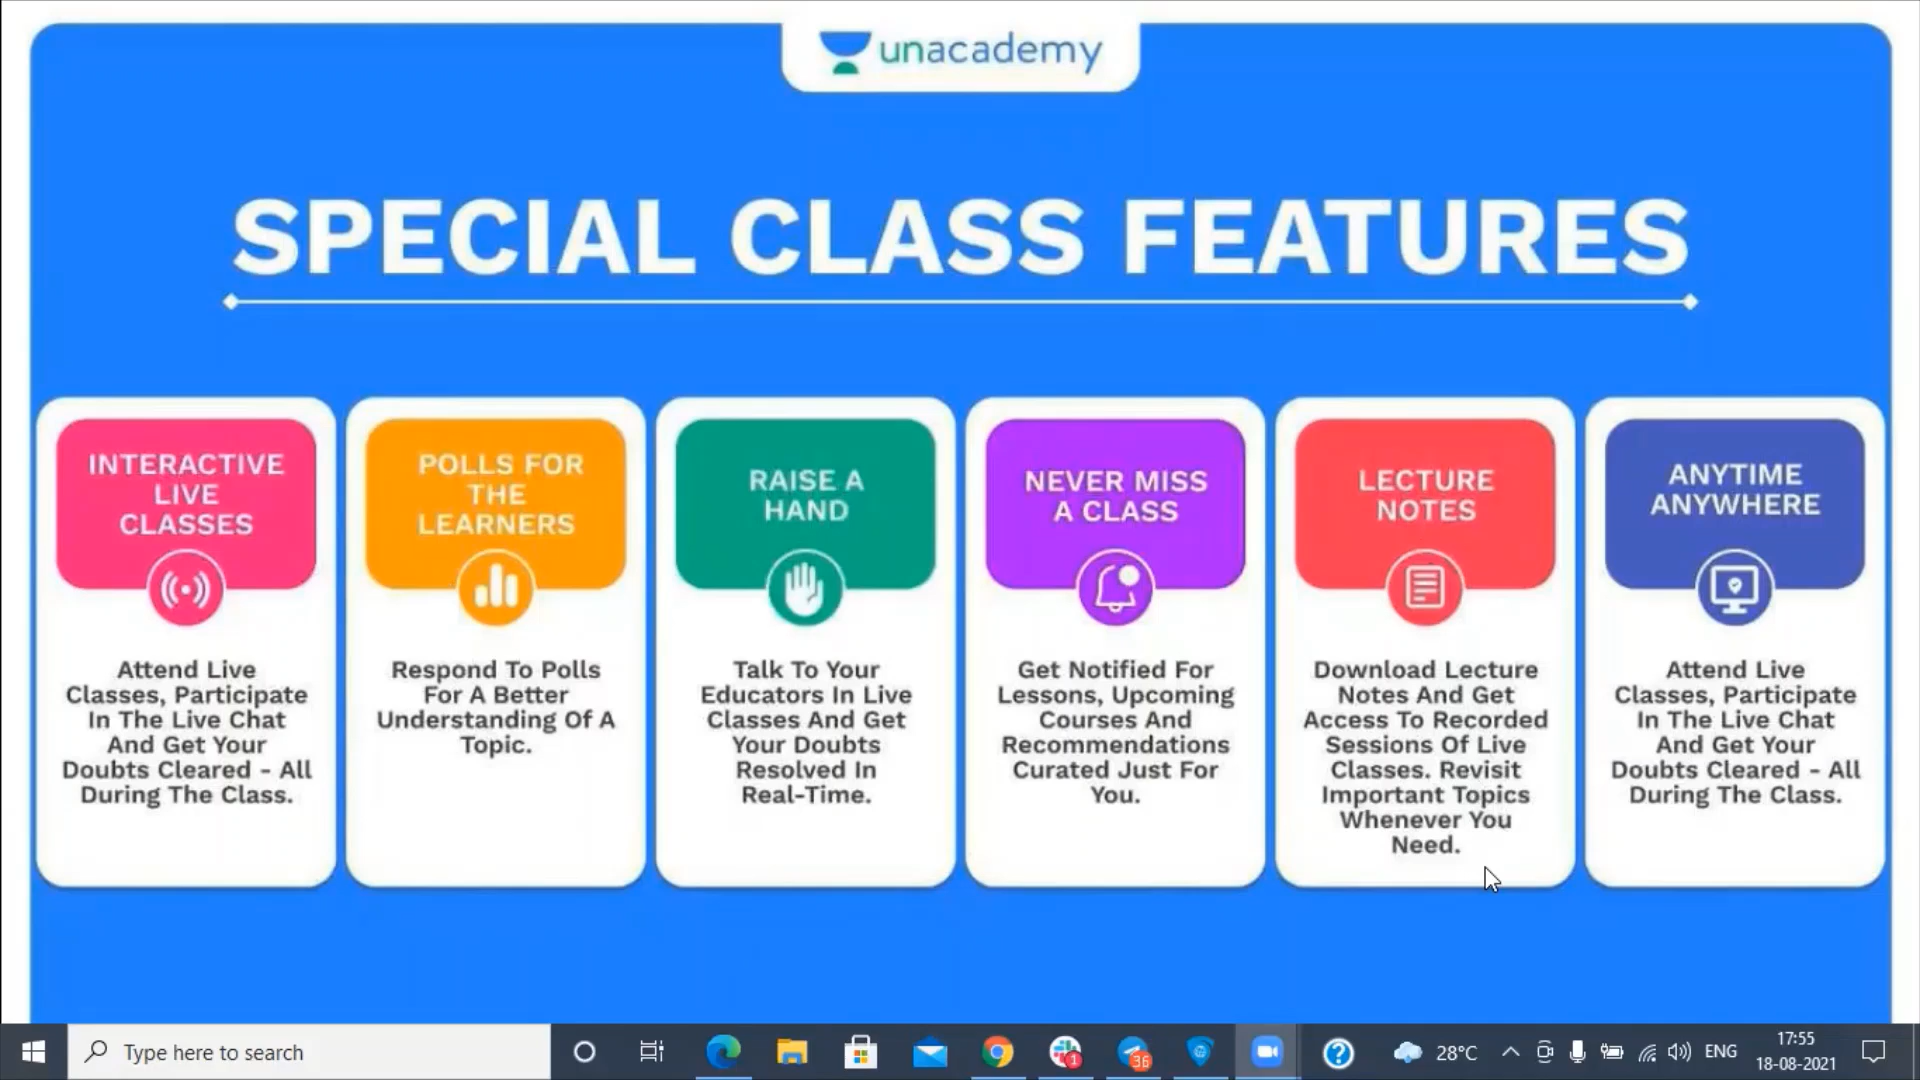 unacademy
SPECIAL CLASS FEATURES
INTERACTIVE
LIVE
CLASSES
Attend Live
Classes, Participate
In The Live Chat
And Get Your
Doubts Cleared - All
During The Class.
POLLS FOR
THE
LEARNERS
Respond To Polls
For A Better
Understanding Of A
Topic.
RAISE A
HAND
Talk To Your
Educators In Live
Classes And Get
Your Doubts
Resolved In
Real-Time.
NEVER MISS
A CLASS
Get Notified For
Lessons, Upcoming
Courses And
Recommendations
Curated Just For
You.
LECTURE
NOTES
Download Lecture
Notes And Get
Access To Recorded
Sessions Of Live
Classes. Revisit
Important Topics
Whenever You
Need.
ANYTIME
ANYWHERE
Attend Live
Classes, Participate
In The Live Chat
And Get Your
Doubts Cleared - All
During The Class.
Type here to search
1
36
28°C
ENG
17:55
18-08-2021